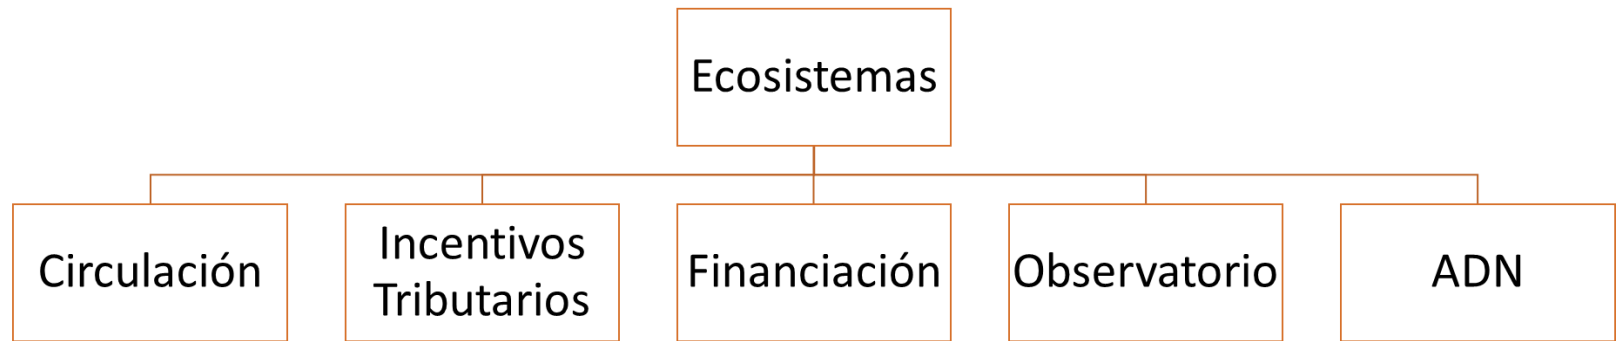 Ecosistemas
Circulación
Incentivos
Tributarios
Financiación
Observatorio
ADN